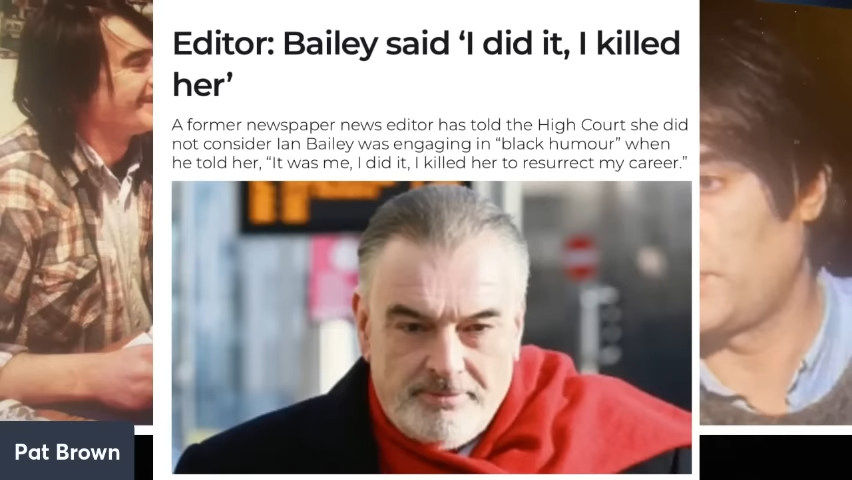 Editor: Bailey said ‘I did it, I killed
her’
A former newspaper news editor has told the High Court she did
not consider Ian Bailey was engaging in “black humour” when
he told her, “It was me, I did it, I killed her to resurrect my career.”
Pat Brown